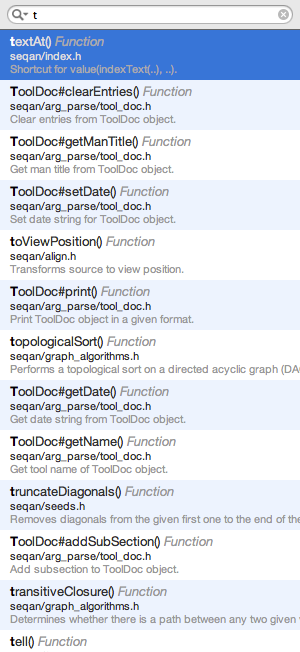 t
textAt() Function
seqan/index.h
Shortcut for value(indexText(..), ..).
ToolDoc#clearEntries() Function
seqan/arg_parse/tool_doc.h
Clear entries from ToolDoc object.
ToolDoc#getManTitle() Function
seqan/arg_parse/tool_doc.h
Get man title from ToolDoc object.
ToolDoc#setDate() Function
seqan/arg_parse/tool_doc.h
Set date string for ToolDoc object.
toViewPosition() Function
seqan/align.h
Transforms source to view position.
ToolDoc#print() Function
seqan/arg_parse/tool_doc.h
Print ToolDoc object in a given format.
topologicalSort() Function
seqan/graph_algorithms.h
Performs a topological sort on a directed acyclic graph (DAG
ToolDoc#getDate() Function
seqan/arg_parse/tool_doc.h
Get date string from ToolDoc object.
ToolDoc#getName() Function
seqan/arg_parse/tool_doc.h
Get tool name of ToolDoc object.
truncateDiagonals() Function
seqan/seeds.h
Removes diagonals from the given first one to the end of the
ToolDoc#addSubSection() Function
seqan/arg_parse/tool_doc.h
Add subsection to ToolDoc object.
transitiveClosure() Function
seqan/graph_algorithms.h
Determines whether there is a path between any two given
tell() Function